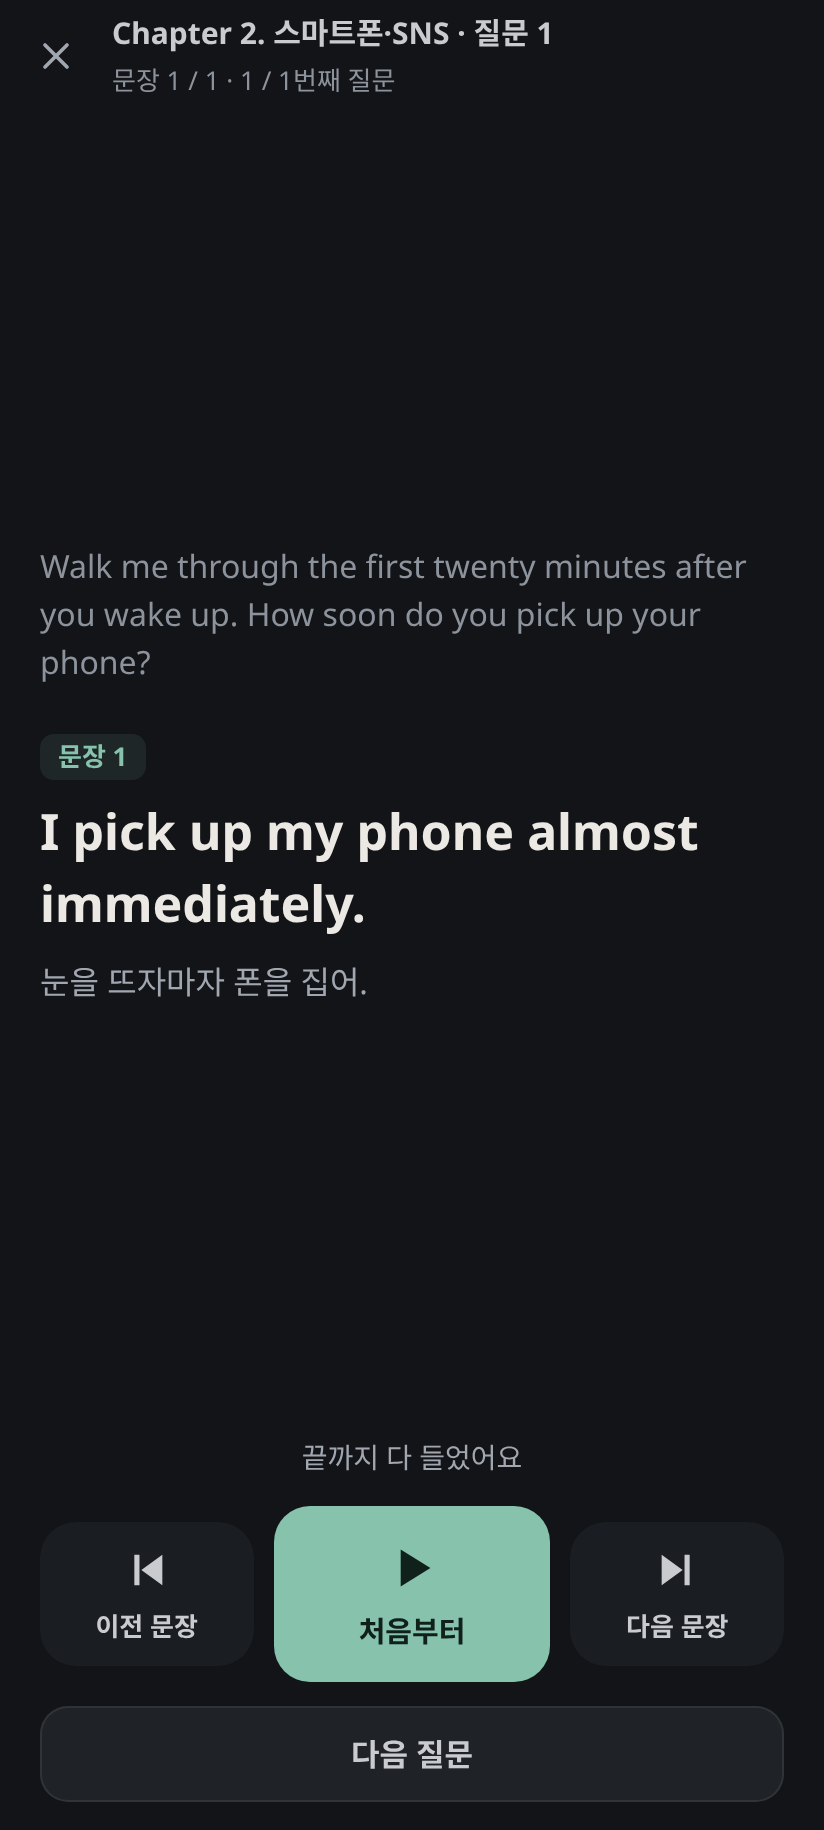 Chapter 2. 스마트폰·SNS · 질문 1
문장 1 / 1 · 1 / 1번째 질문
Walk me through the first twenty minutes after
you wake up. How soon do you pick up your
phone?
문장 1
I pick up my phone almost
immediately.
눈을 뜨자마자 폰을 집어.
끝까지 다 들었어요
이전 문장
처음부터
다음 문장
다음 질문